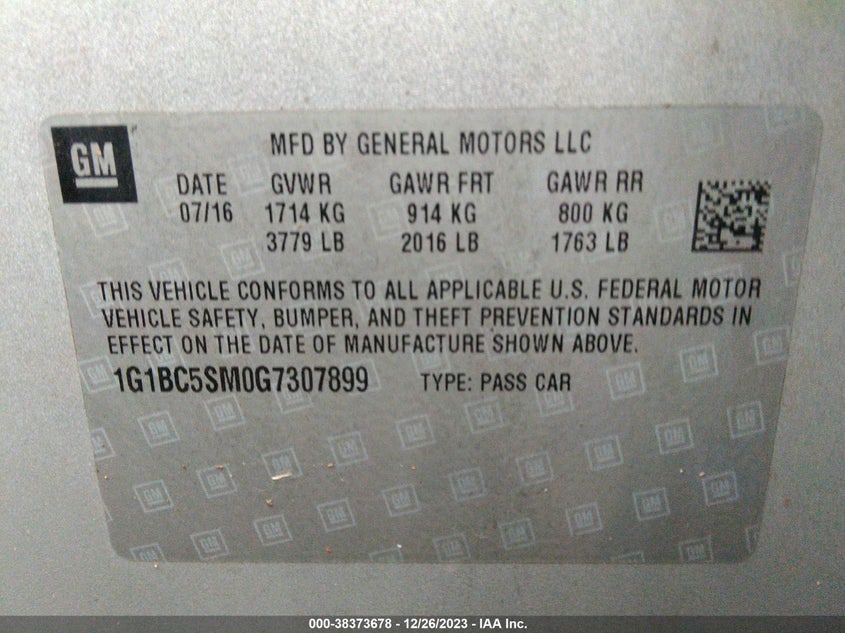 GM
MFD BY GENERAL MOTORS LLC
DATE GVWR GAWR FRT GAWR RR
07/16 1714 KG 914 KG 800 KG
3779 LB 2016 LB 1763 LB
THIS VEHICLE CONFORMS TO ALL APPLICABLE U.S. FEDERAL MOTOR
VEHICLE SAFETY, BUMPER, AND THEFT PREVENTION STANDARDS IN
EFFECT ON THE DATE OF MANUFACTURE SHOWN ABOVE.
1G1BC5SM0G7307899 TYPE: PASS CAR
000-38373678 - 12/26/2023 - IAA Inc.